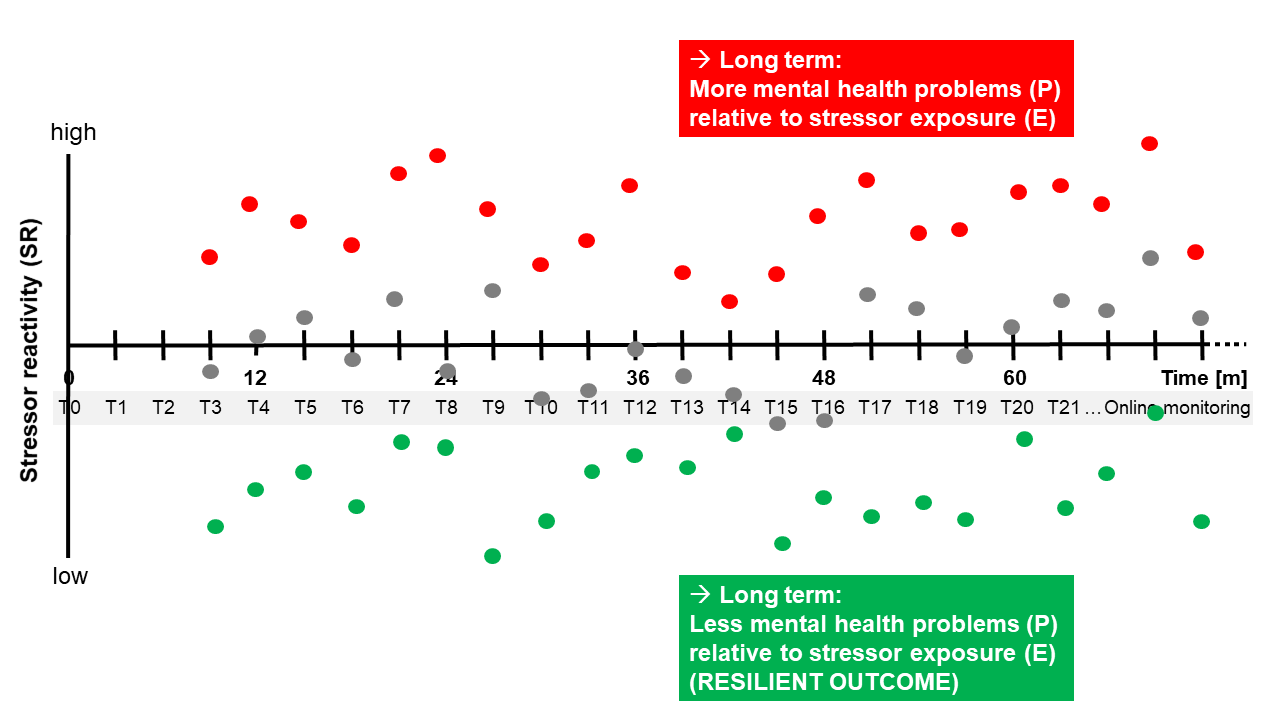 → Long term:
More mental health problems (P)
relative to stressor exposure (E)
high
Stressor reactivity (SR)
0 12 24 36 48 60 Time [m]
T0 T1 T2 T3 T4 T5 T6 T7 T8 T9 T10 T11 T12 T13 T14 T15 T16 T17 T18 T19 T20 T21 ... Online monitoring
low
→ Long term:
Less mental health problems (P)
relative to stressor exposure (E)
(RESILIENT OUTCOME)